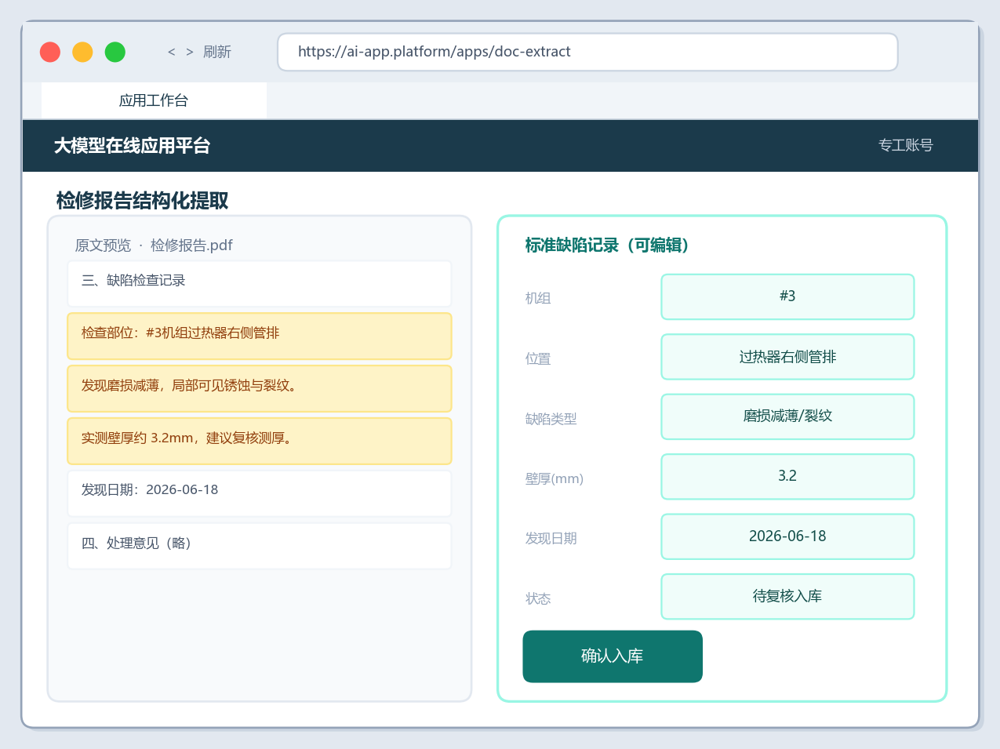 < > 刷新
https://ai-app.platform/apps/doc-extract
应用工作台
大模型在线应用平台
专工账号
检修报告结构化提取
原文预览 · 检修报告.pdf
三、缺陷检查记录
检查部位：#3机组过热器右侧管排
发现磨损减薄，局部可见锈蚀与裂纹。
实测壁厚约 3.2mm，建议复核测厚。
发现日期：2026-06-18
四、处理意见（略）
标准缺陷记录（可编辑）
机组
#3
位置
过热器右侧管排
缺陷类型
磨损减薄/裂纹
壁厚(mm)
3.2
发现日期
2026-06-18
状态
待复核入库
确认入库